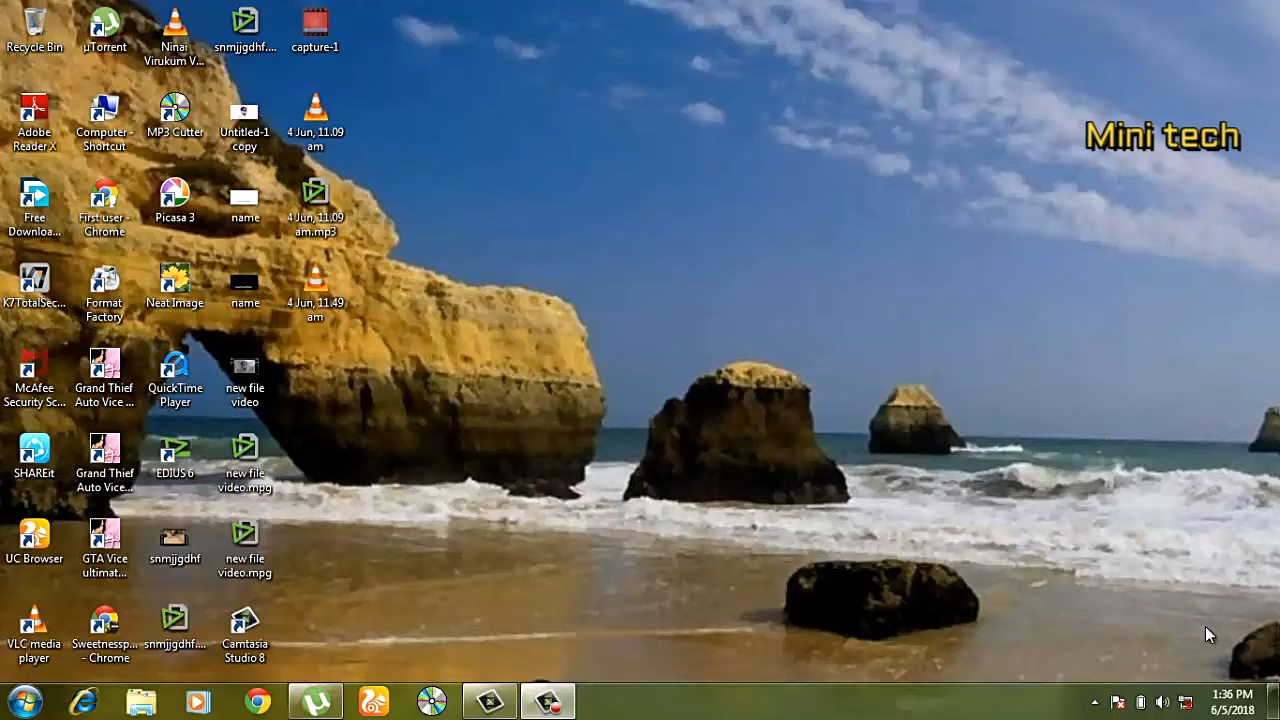 Mini tech
Recycle Bin
µTorrent
Ninai
Virukum V...
snmjjgdhf....
capture-1
Adobe
Reader X
Computer -
Shortcut
MP3 Cutter
Untitled-1
copy
4 Jun, 11.09
am
Free
Downloa...
First user -
Chrome
Picasa 3
name
4 Jun, 11.09
am.mp3
K7TotalSec...
Format
Factory
Neat Image
name
4 Jun, 11.49
am
McAfee
Security Sc...
Grand Thief
Auto Vice ...
QuickTime
Player
new file
video
SHAREit
Grand Thief
Auto Vice...
EDIUS 6
new file
video.mpg
UC Browser
GTA Vice
ultimat...
snmjjgdhf
new file
video.mpg
VLC media
player
Sweetnessp...
- Chrome
snmjjgdhf....
Camtasia
Studio 8
1:36 PM
6/5/2018